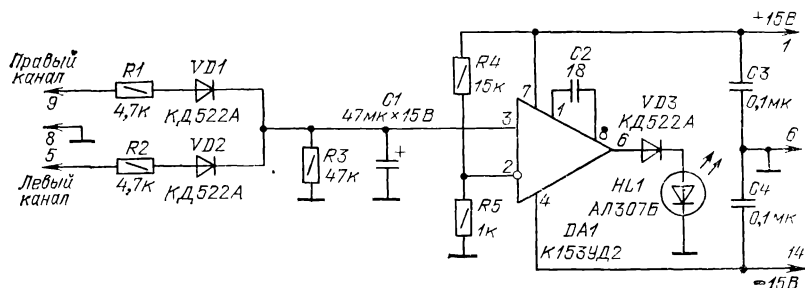 Правый
канал
9
R1
4,7к
VD1
КД522А
8
5
R2
4,7к
VD2
КД522А
Левый
канал
C1
47мк×15В
R3
47к
+
R4
15к
R5
1к
C2
18
7
1
3
2
8
6
4
DA1
К153УД2
VD3
КД522А
HL1
АЛ307Б
+15В
1
C3
0,1мк
6
C4
0,1мк
14
-15В